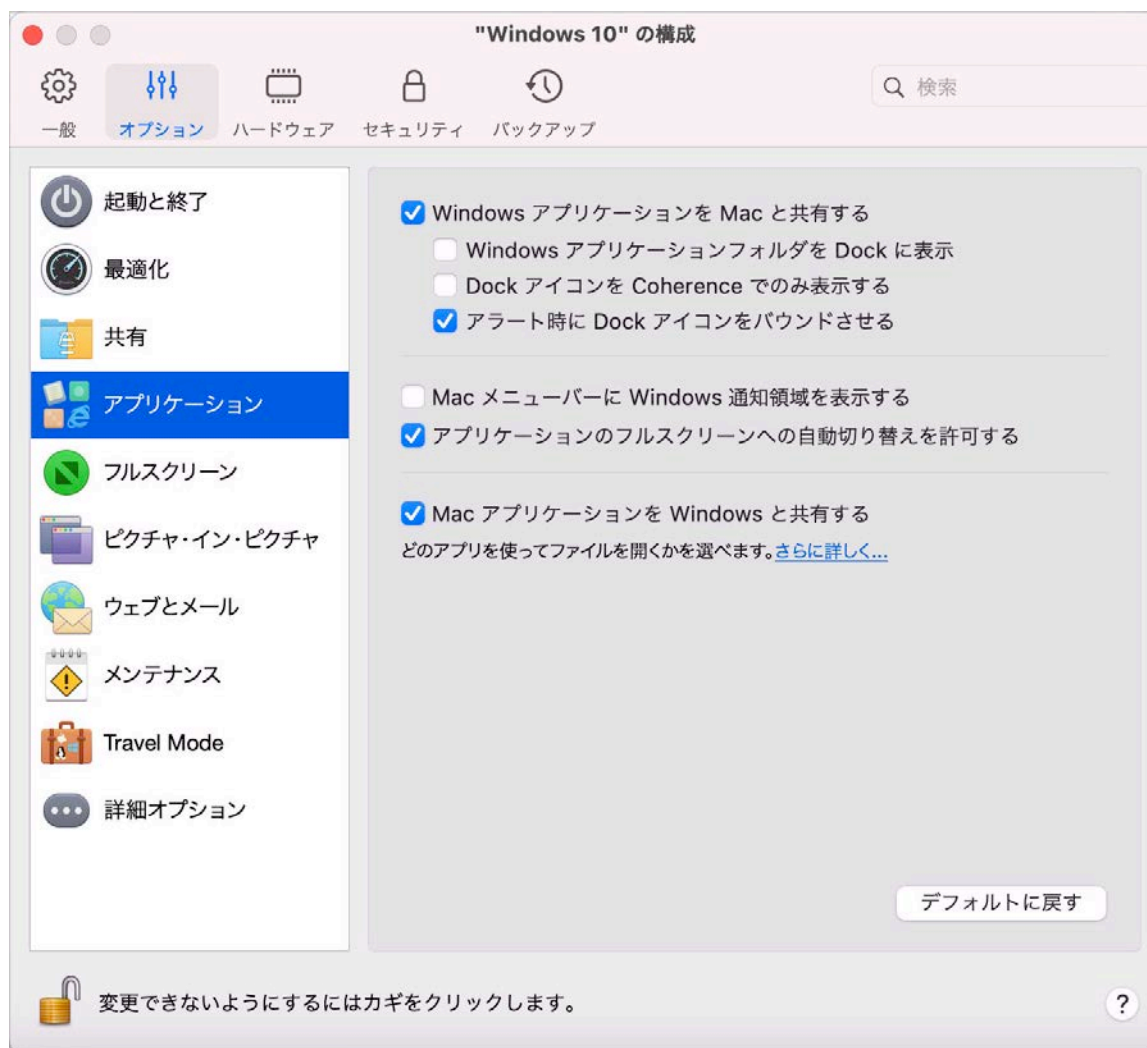 "Windows 10" の構成
一般
オプション
ハードウェア
セキュリティ
バックアップ
検索
起動と終了
最適化
共有
アプリケーション
フルスクリーン
ピクチャ・イン・ピクチャ
ウェブとメール
メンテナンス
Travel Mode
詳細オプション
Windows アプリケーションを Mac と共有する
Windows アプリケーションフォルダを Dock に表示
Dock アイコンを Coherence でのみ表示する
アラート時に Dock アイコンをバウンドさせる
Mac メニューバーに Windows 通知領域を表示する
アプリケーションのフルスクリーンへの自動切り替えを許可する
Mac アプリケーションを Windows と共有する
どのアプリを使ってファイルを開くかを選べます。さらに詳しく...
デフォルトに戻す
変更できないようにするにはカギをクリックします。
?